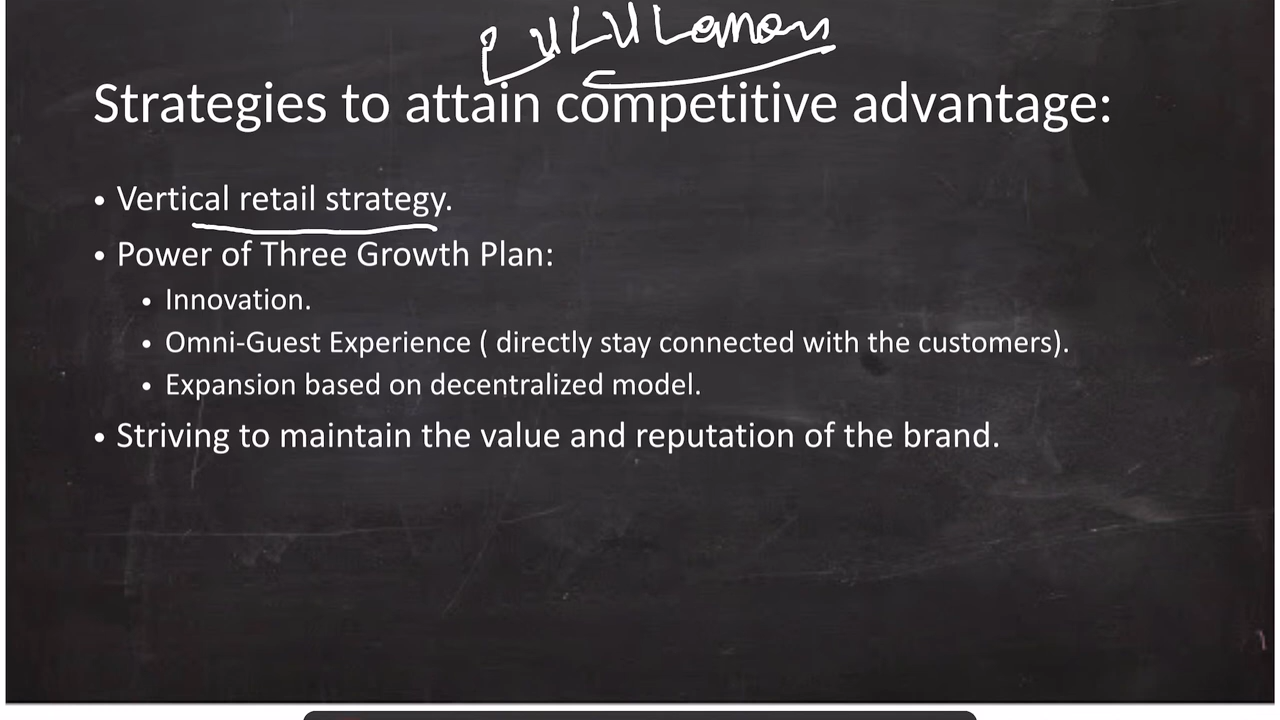 LULULemon
Strategies to attain competitive advantage:
• Vertical retail strategy.
• Power of Three Growth Plan:
• Innovation.
• Omni-Guest Experience ( directly stay connected with the customers).
• Expansion based on decentralized model.
• Striving to maintain the value and reputation of the brand.